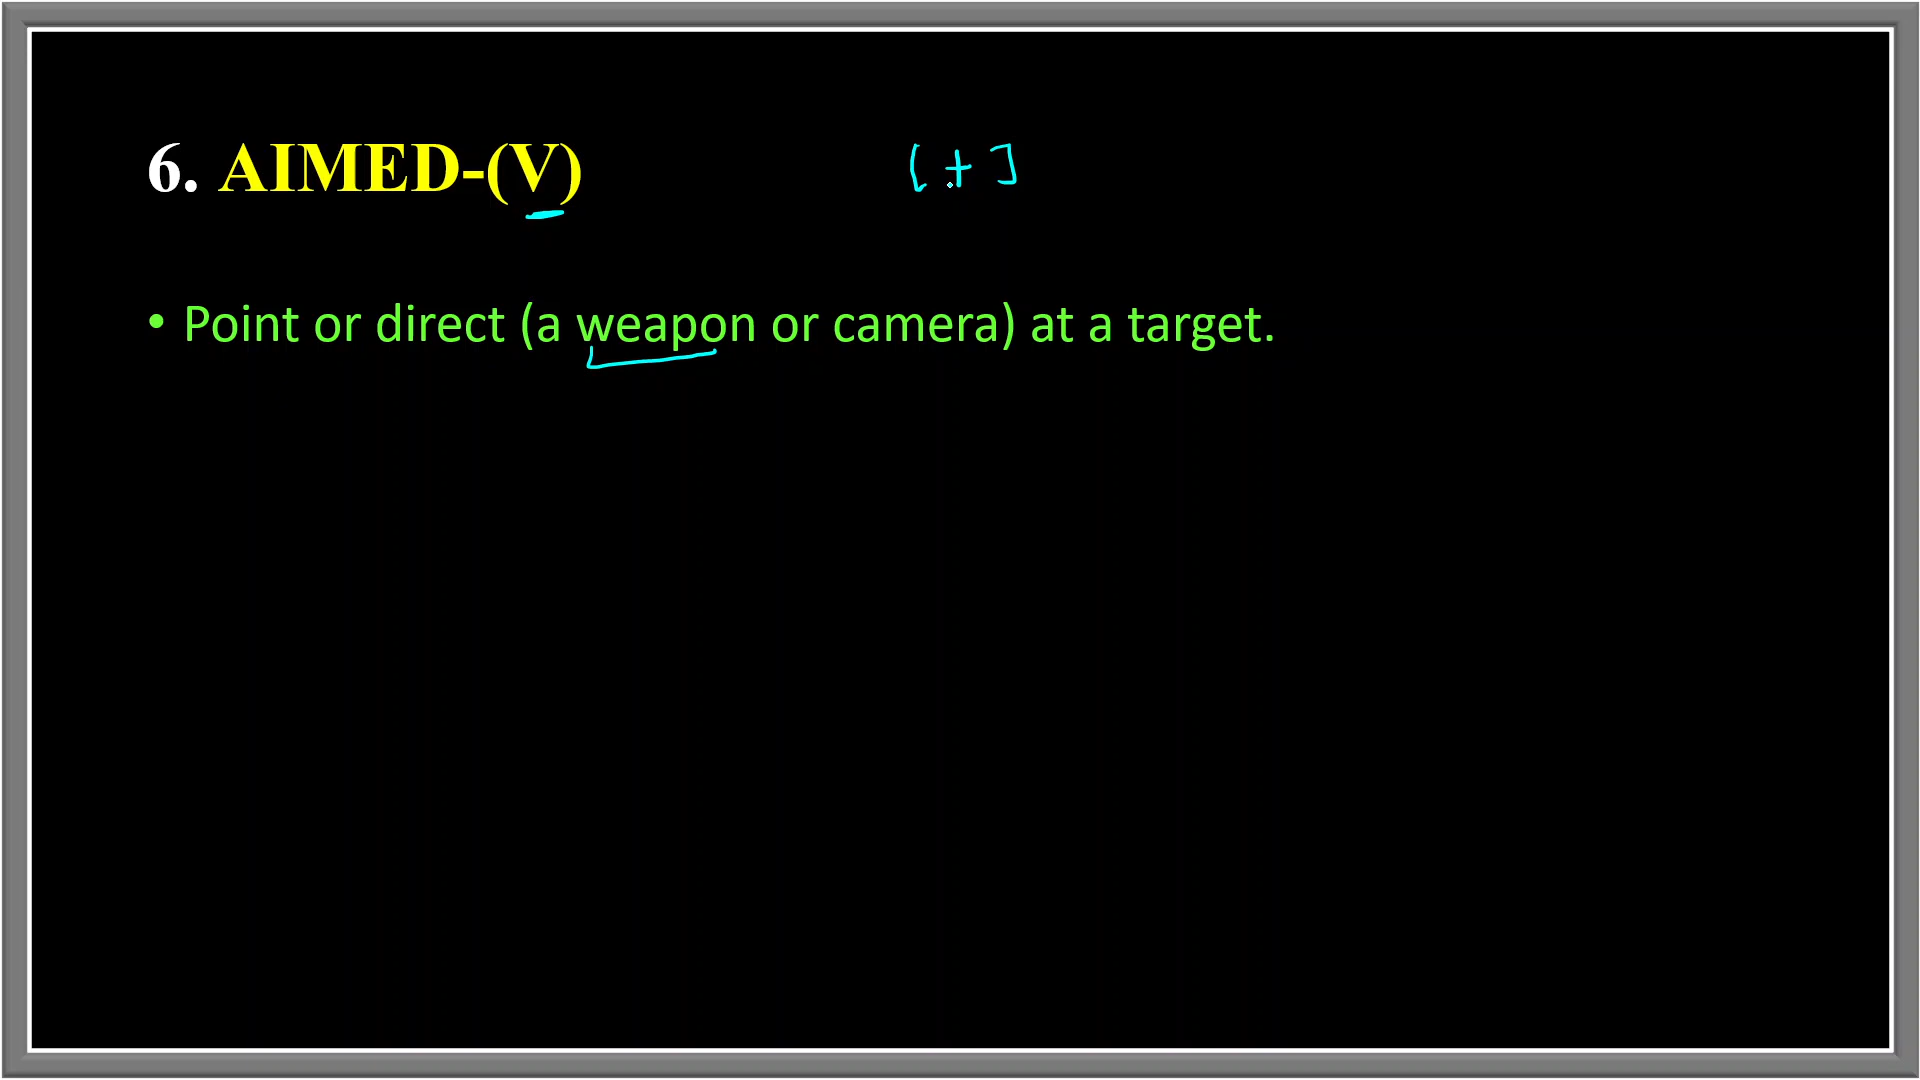 6. AIMED-(V) [+]
• Point or direct (a weapon or camera) at a target.